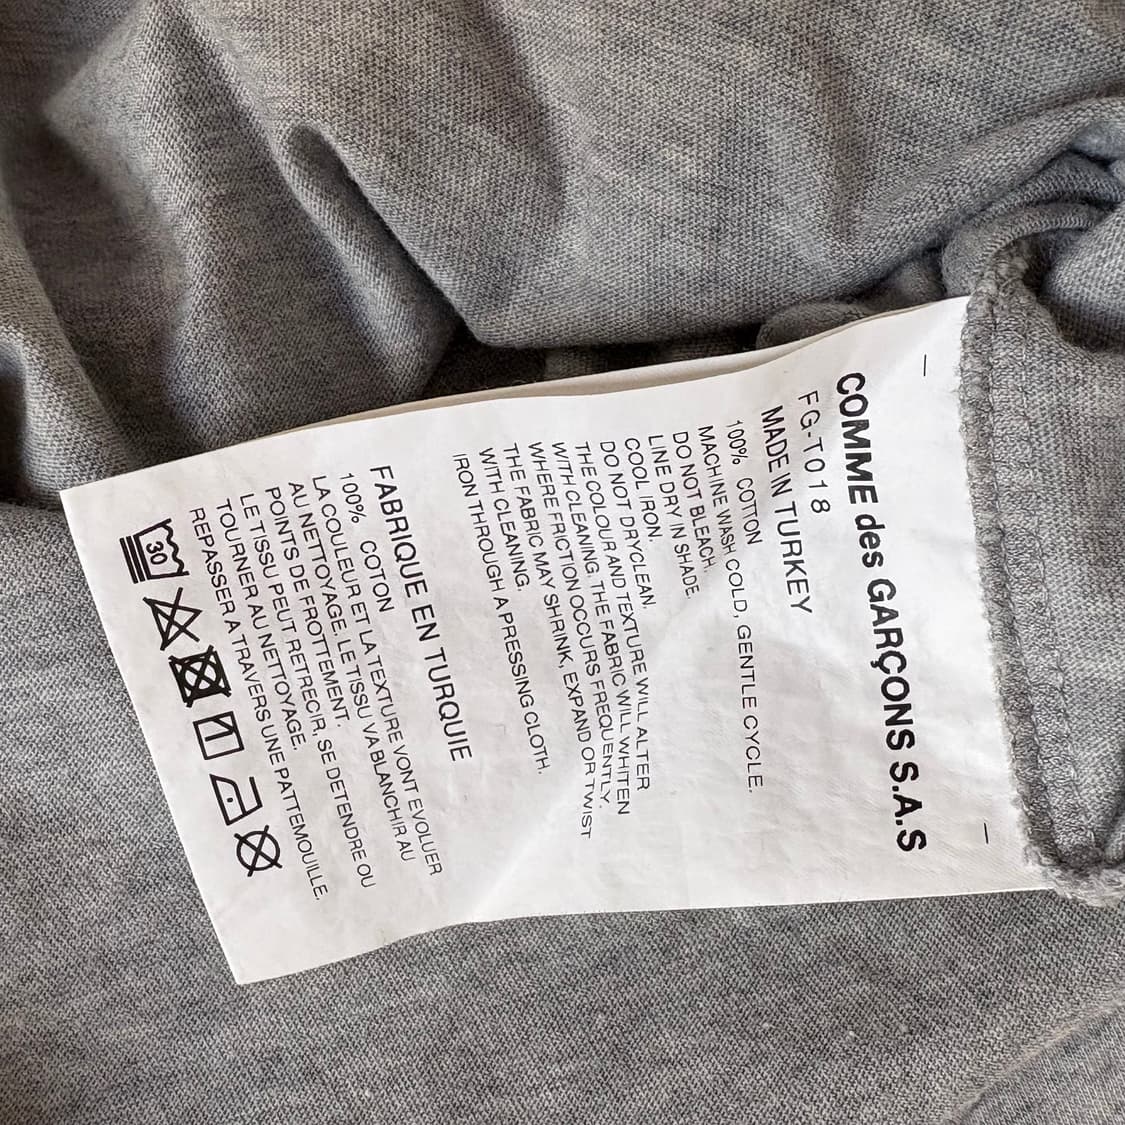 COMME des GARÇONS S.A.S
FG-T018
MADE IN TURKEY
100% COTTON
MACHINE WASH COLD, GENTLE CYCLE.
DO NOT BLEACH.
LINE DRY IN SHADE.
COOL IRON.
DO NOT DRYCLEAN.
THE COLOUR AND TEXTURE WILL ALTER
WITH CLEANING. THE FABRIC WILL WHITEN
WHERE FRICTION OCCURS FREQUENTLY.
THE FABRIC MAY SHRINK, EXPAND OR TWIST
WITH CLEANING.
IRON THROUGH A PRESSING CLOTH.
FABRIQUE EN TURQUIE
100% COTON
LA COULEUR ET LA TEXTURE VONT EVOLUER
AU NETTOYAGE. LE TISSU VA BLANCHIR AU
POINTS DE FROTTEMENT.
LE TISSU PEUT RETRECIR, SE DETENDRE OU
TOURNER AU NETTOYAGE.
REPASSER A TRAVERS UNE PATTEMOUILLE.
30